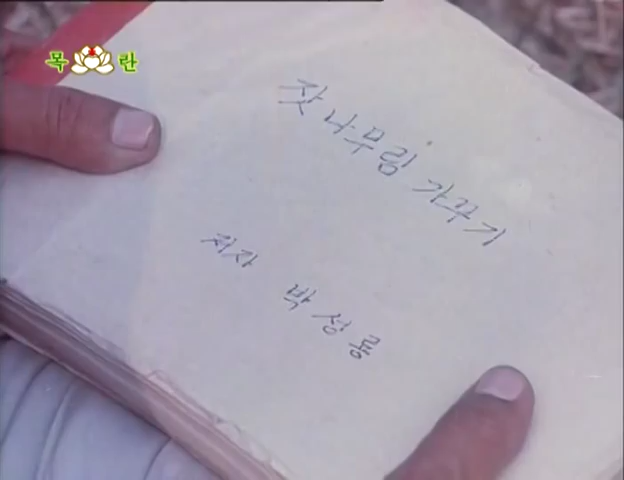 목란
잣나무림 가꾸기
저자 박성룡